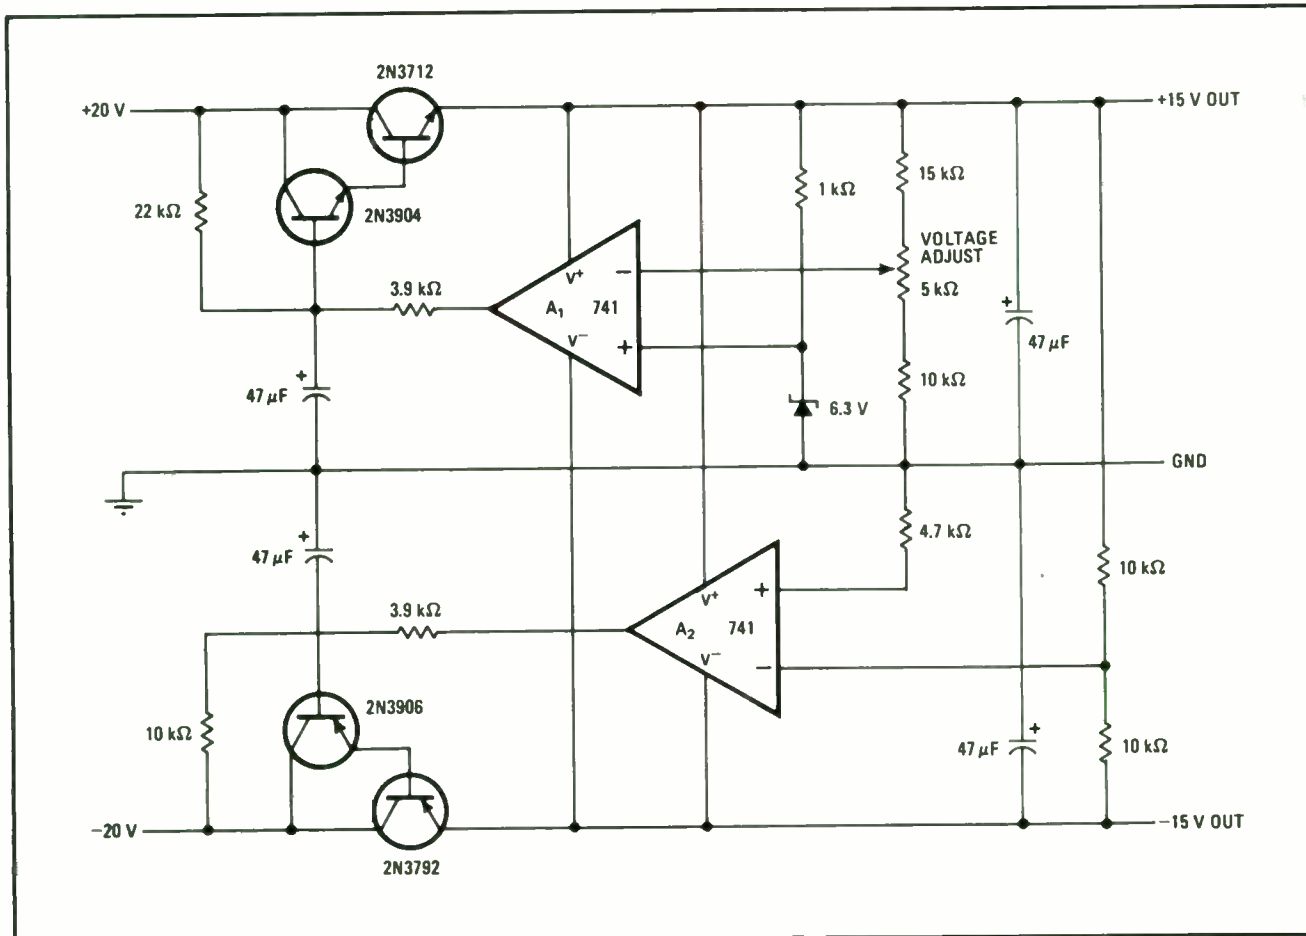 2N3712
+20 V
+15 V OUT
22 kΩ
2N3904
1 kΩ
15 kΩ
VOLTAGE
ADJUST
5 kΩ
3.9 kΩ
V+
−
A1 741
V−
+
+
47 μF
+
47 μF
6.3 V
10 kΩ
GND
+
47 μF
4.7 kΩ
10 kΩ
3.9 kΩ
V+
+
A2 741
V−
−
2N3906
10 kΩ
+
47 μF
10 kΩ
−20 V
−15 V OUT
2N3792